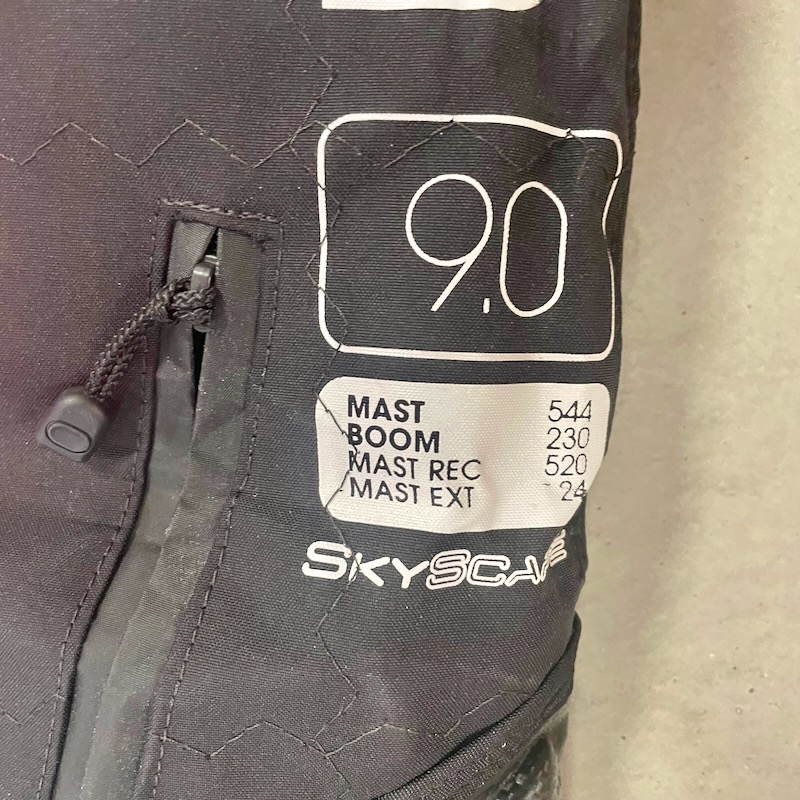 9.0
MAST 544
BOOM 230
MAST REC 520
MAST EXT 24
SKYSCAPE